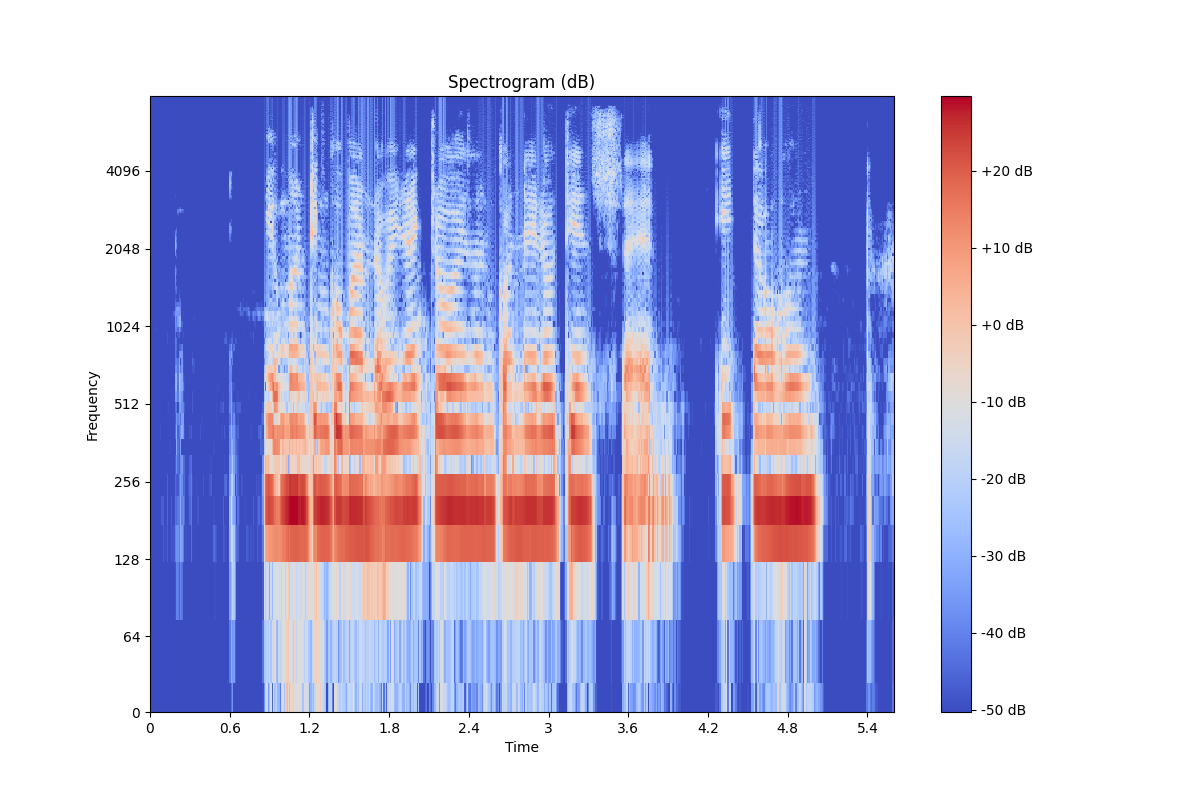 Spectrogram (dB)
4096
2048
1024
512
256
128
64
0
Frequency
0 0.6 1.2 1.8 2.4 3 3.6 4.2 4.8 5.4
Time
+20 dB
+10 dB
+0 dB
-10 dB
-20 dB
-30 dB
-40 dB
-50 dB